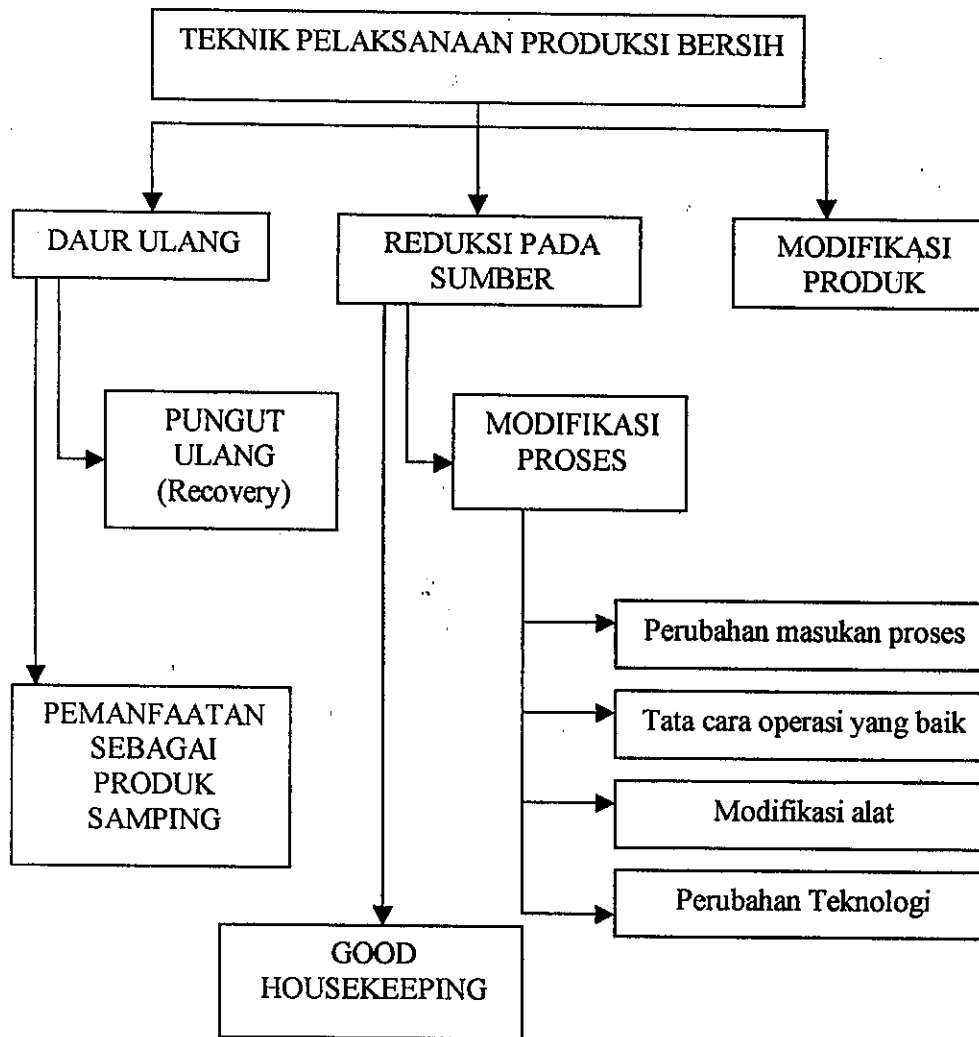 TEKNIK PELAKSANAAN PRODUKSI BERSIH
DAUR ULANG
REDUKSI PADA
SUMBER
MODIFIKASI
PRODUK
PUNGUT
ULANG
(Recovery)
MODIFIKASI
PROSES
Perubahan masukan proses
Tata cara operasi yang baik
Modifikasi alat
Perubahan Teknologi
PEMANFAATAN
SEBAGAI
PRODUK
SAMPING
GOOD
HOUSEKEEPING